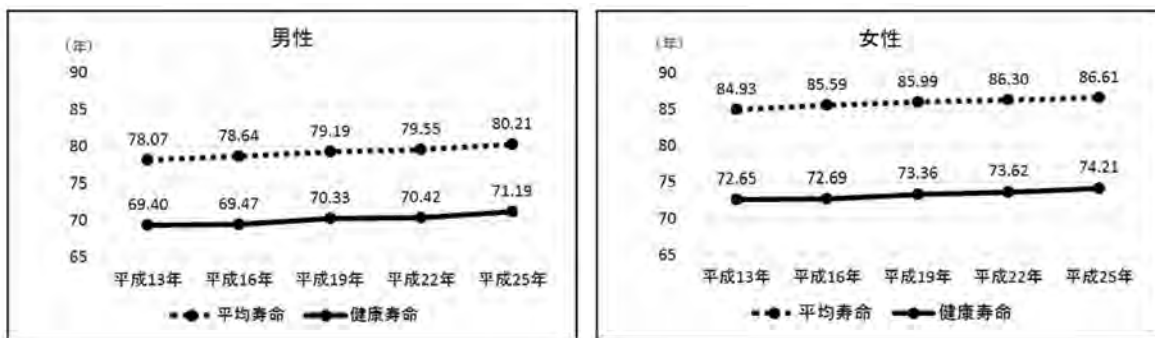 男性
(年)
90
85
80
75
70
65
78.07 78.64 79.19 79.55 80.21
69.40 69.47 70.33 70.42 71.19
平成13年 平成16年 平成19年 平成22年 平成25年
平均寿命 健康寿命
女性
(年)
90
85
80
75
70
65
84.93 85.59 85.99 86.30 86.61
72.65 72.69 73.36 73.62 74.21
平成13年 平成16年 平成19年 平成22年 平成25年
平均寿命 健康寿命